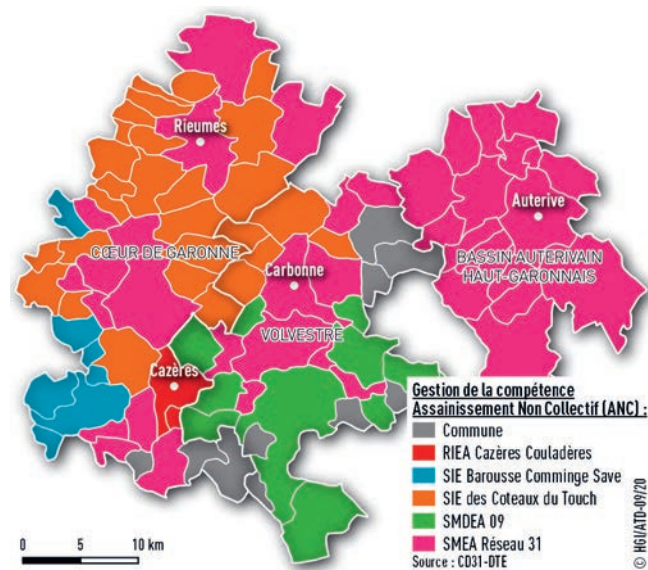 Rieumes
Auterive
CŒUR DE GARONNE
BASSIN AUTERIVAIN
HAUT-GARONNAIS
Carbonne
VOLVESTRE
Cazères
Gestion de la compétence
Assainissement Non Collectif (ANC) :
Commune
RIEA Cazères Couladères
SIE Barousse Comminge Save
SIE des Coteaux du Touch
SMDEA 09
SMEA Réseau 31
Source : CD31-DTE
0 5 10 km
© HGI/ATD-09/20